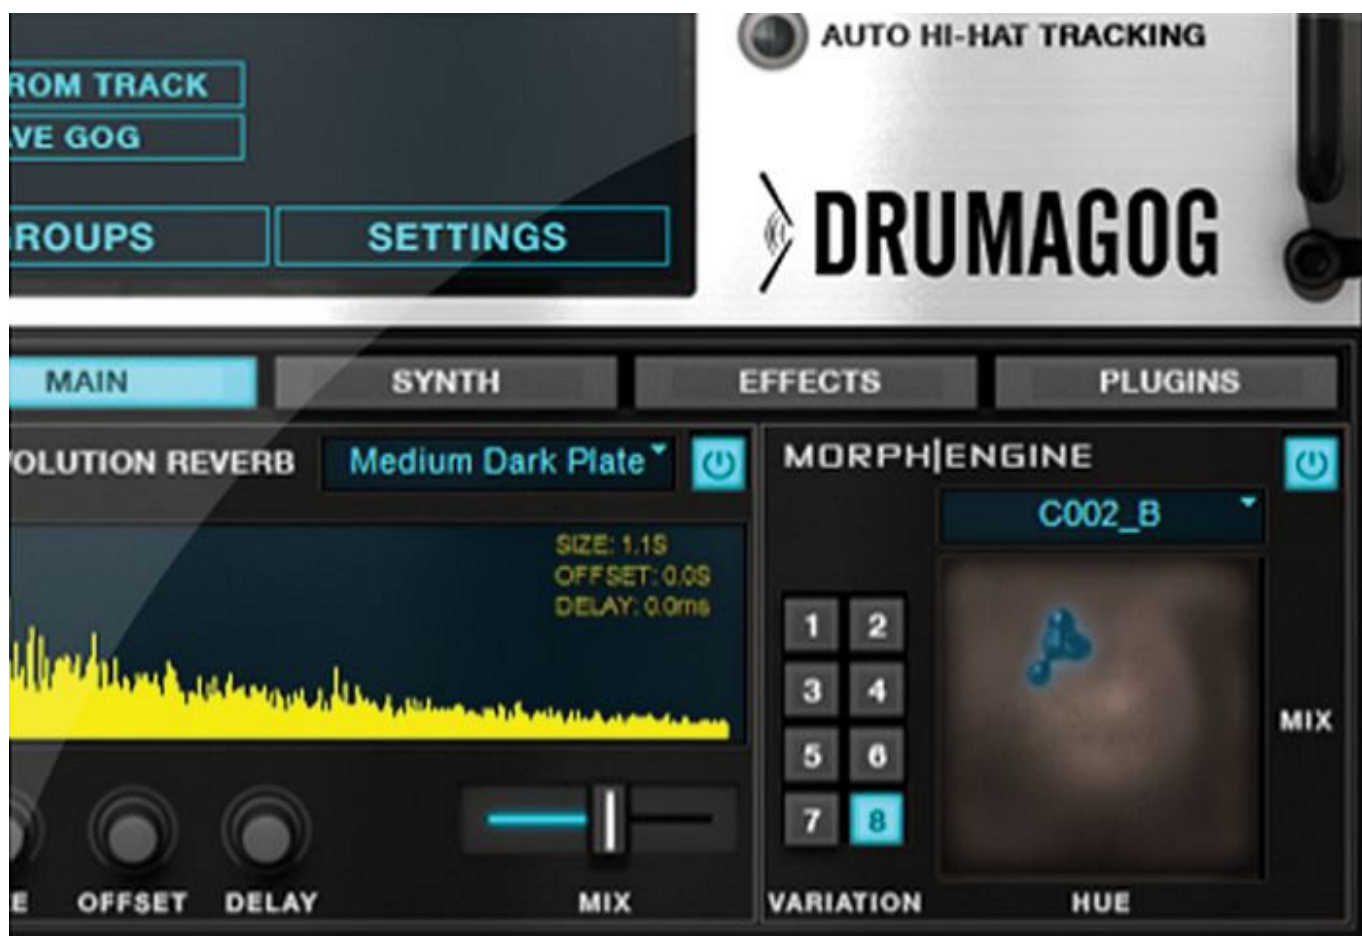 AUTO HI-HAT TRACKING
ROM TRACK
VE GOG
ROUPS
SETTINGS
DRUMAGOG
MAIN
SYNTH
EFFECTS
PLUGINS
OLUTION REVERB
Medium Dark Plate
MORPH|ENGINE
C002_B
SIZE: 1.1S
OFFSET: 0.0S
DELAY: 0.0ms
1 2
3 4
5 6
7 8
MIX
E
OFFSET
DELAY
MIX
VARIATION
HUE